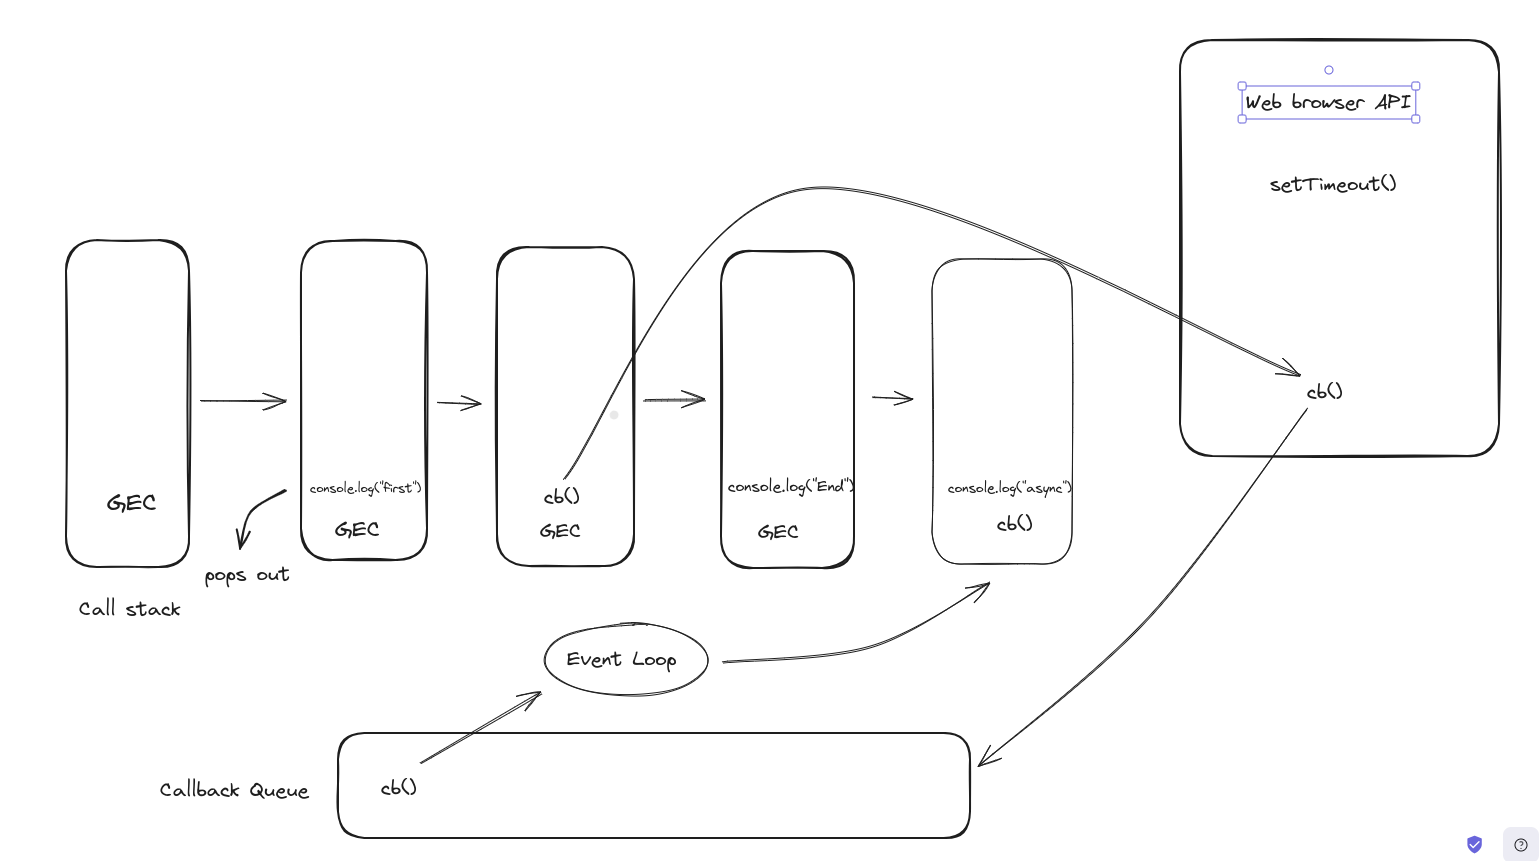 Web browser API
setTimeout()
cb()
GEC
Call stack
pops out
console.log("first")
GEC
cb()
GEC
console.log("End")
GEC
console.log("async")
cb()
Event Loop
Callback Queue
cb()